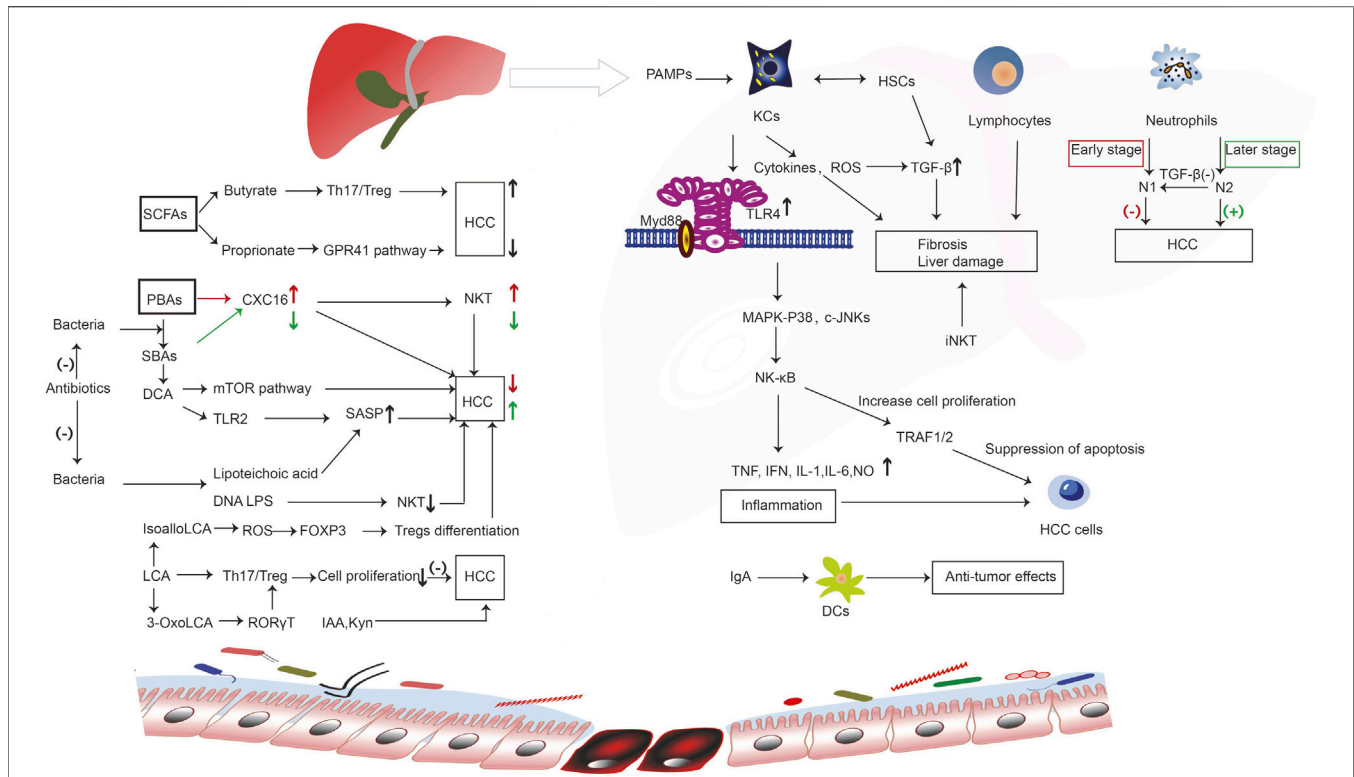 PAMPs
KCs
HSCs
Lymphocytes
Neutrophils
Early stage
Later stage
TGF-β(-)
N1
N2
(-)
(+)
HCC
Cytokines, ROS
TGF-β
Myd88
TLR4
Fibrosis
Liver damage
iNKT
MAPK-P38, c-JNKs
NK-κB
Increase cell proliferation
TRAF1/2
Suppression of apoptosis
TNF, IFN, IL-1,IL-6,NO
Inflammation
HCC cells
IgA
DCs
Anti-tumor effects
SCFAs
Butyrate
Th17/Treg
HCC
Proprionate
GPR41 pathway
PBAs
CXC16
NKT
Bacteria
SBAs
(-)
Antibiotics
DCA
mTOR pathway
HCC
TLR2
SASP
(-)
Bacteria
Lipoteichoic acid
DNA LPS
NKT
IsoalloLCA
ROS
FOXP3
Tregs differentiation
LCA
Th17/Treg
Cell proliferation
(-)
HCC
3-OxoLCA
RORγT
IAA,Kyn